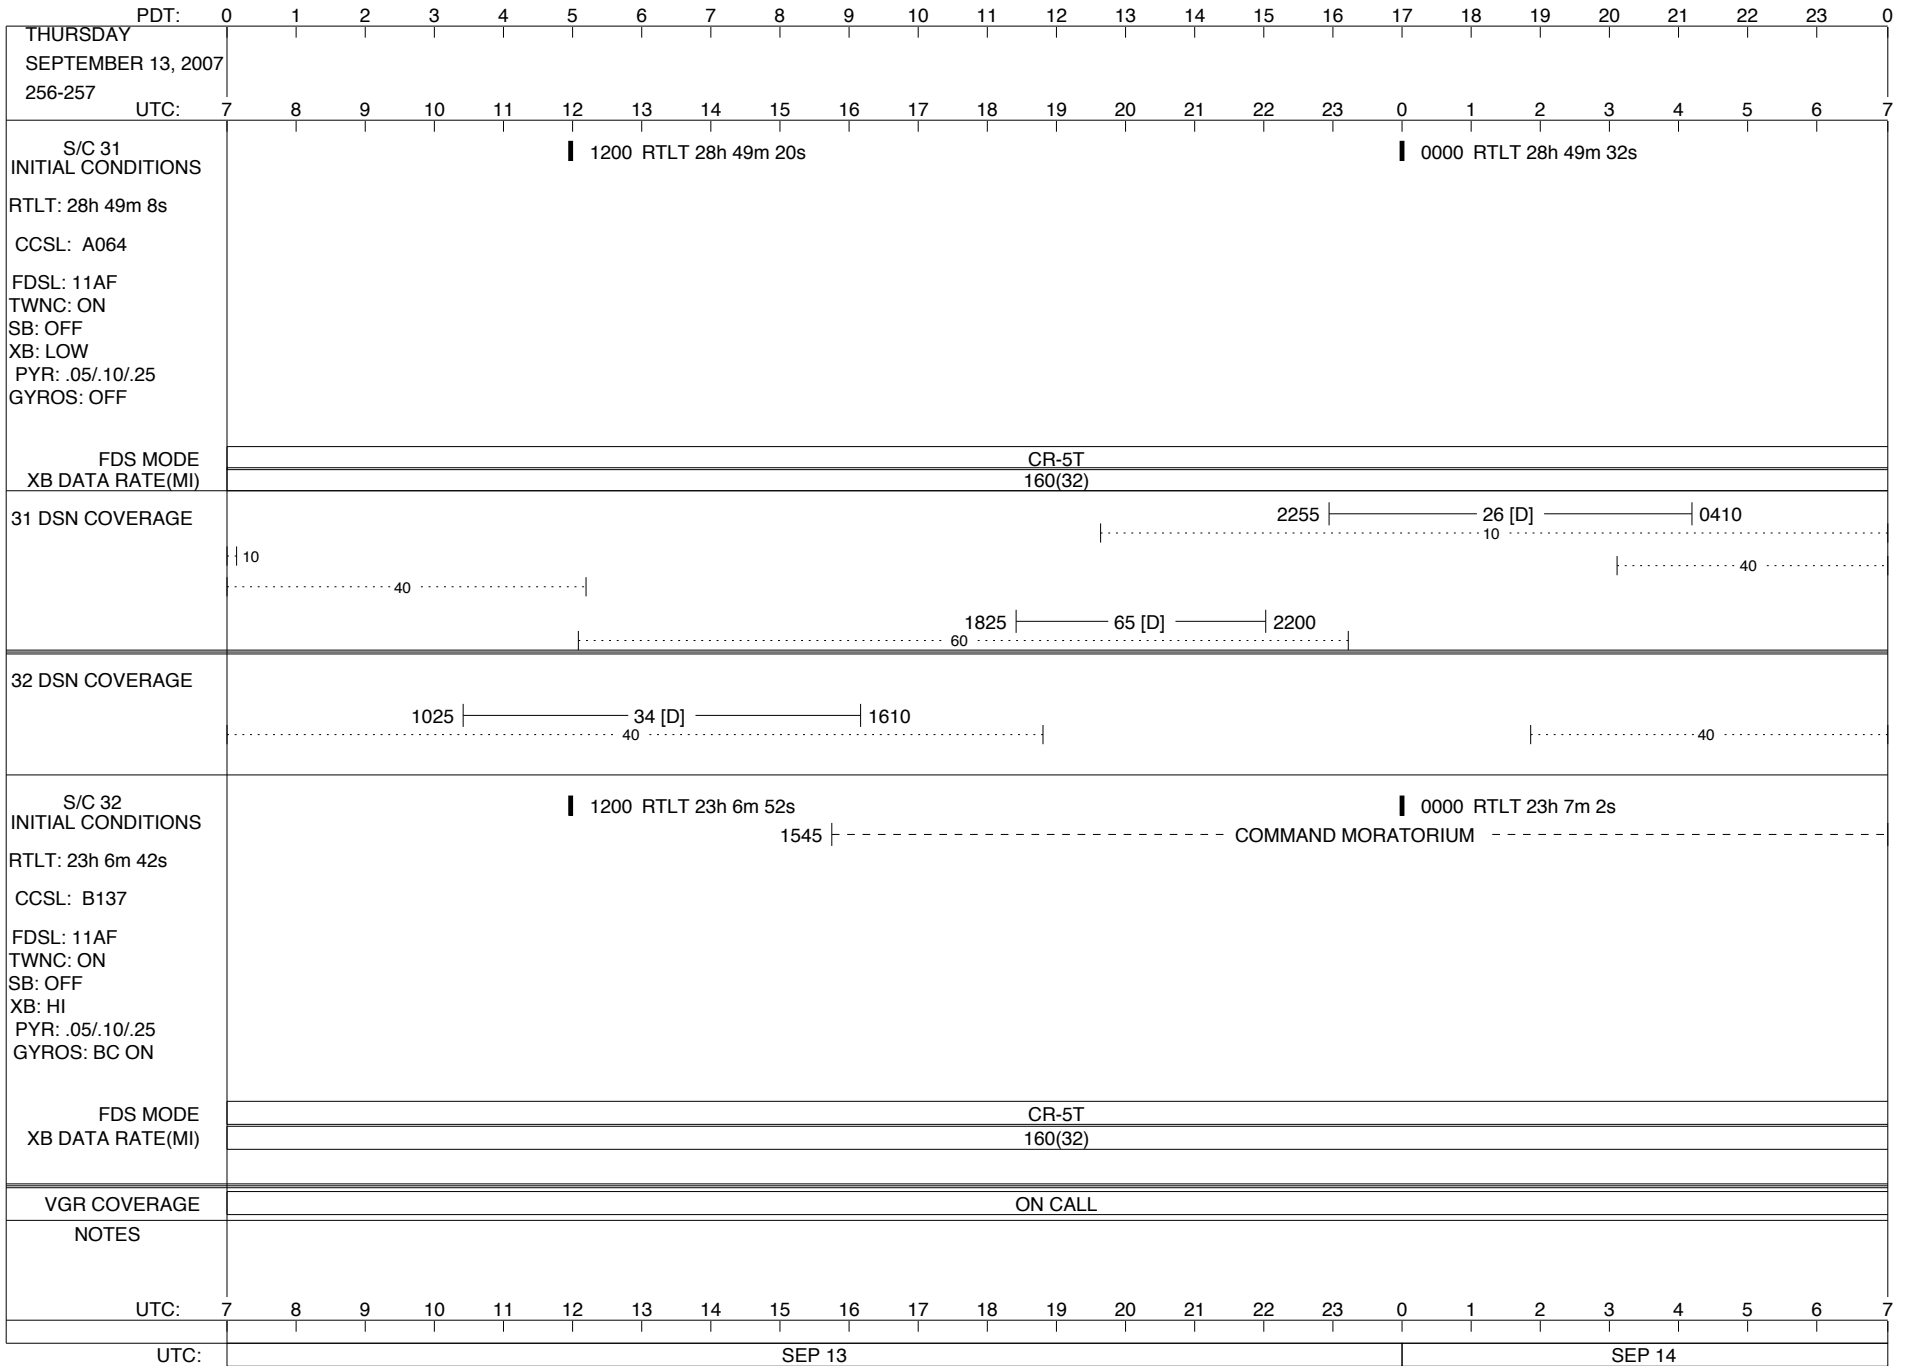 PDT: 0 1 2 3 4 5 6 7 8 9 10 11 12 13 14 15 16 17 18 19 20 21 22 23 0
THURSDAY
SEPTEMBER 13, 2007
256-257
UTC: 7 8 9 10 11 12 13 14 15 16 17 18 19 20 21 22 23 0 1 2 3 4 5 6 7
S/C 31
INITIAL CONDITIONS
1200 RTLT 28h 49m 20s
0000 RTLT 28h 49m 32s
RTLT: 28h 49m 8s
CCSL: A064
FDSL: 11AF
TWNC: ON
SB: OFF
XB: LOW
PYR: .05/.10/.25
GYROS: OFF
FDS MODE CR-5T
XB DATA RATE(MI) 160(32)
31 DSN COVERAGE
2255 26 [D] 0410
10
10
40
40
1825 65 [D] 2200
60
32 DSN COVERAGE
1025 34 [D] 1610
40 40
S/C 32
INITIAL CONDITIONS
1200 RTLT 23h 6m 52s
0000 RTLT 23h 7m 2s
1545 COMMAND MORATORIUM
RTLT: 23h 6m 42s
CCSL: B137
FDSL: 11AF
TWNC: ON
SB: OFF
XB: HI
PYR: .05/.10/.25
GYROS: BC ON
FDS MODE CR-5T
XB DATA RATE(MI) 160(32)
VGR COVERAGE ON CALL
NOTES
UTC: 7 8 9 10 11 12 13 14 15 16 17 18 19 20 21 22 23 0 1 2 3 4 5 6 7
UTC: SEP 13 SEP 14